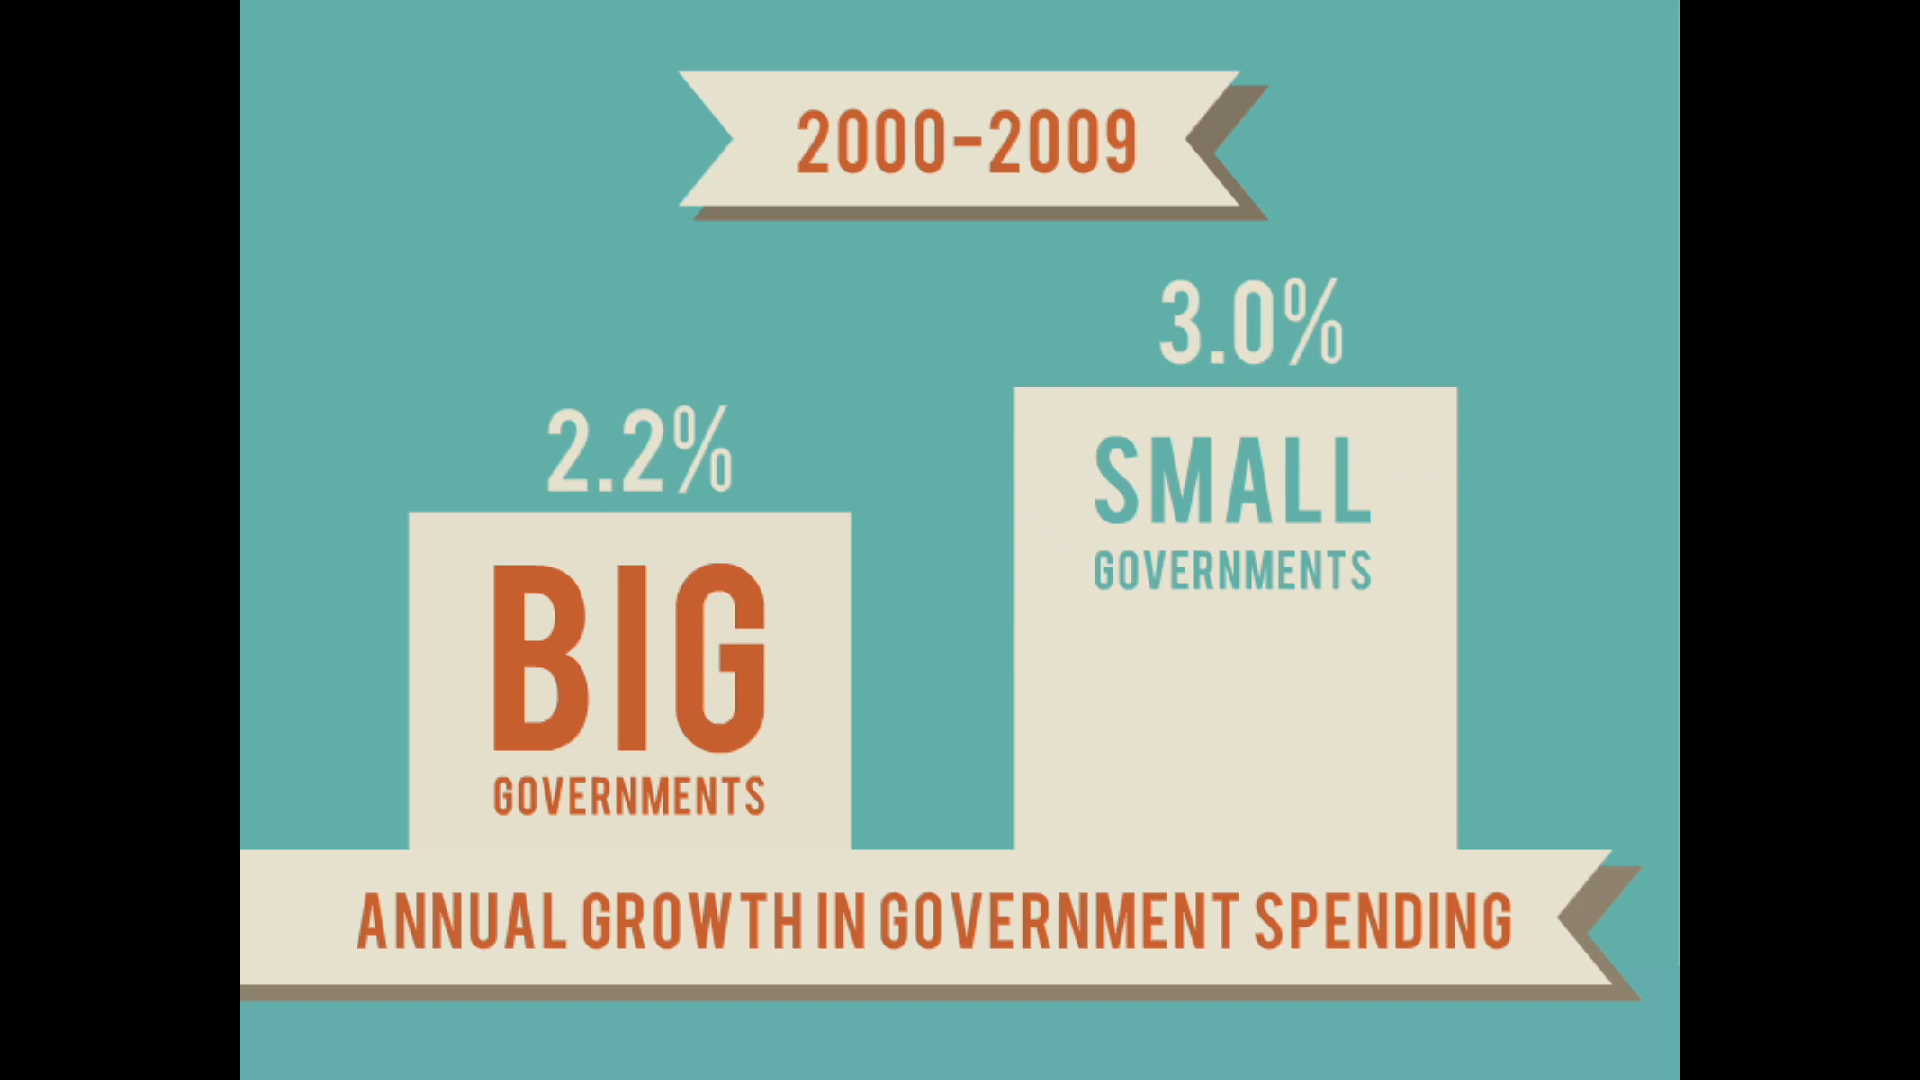 2000-2009
3.0%
2.2%
SMALL
GOVERNMENTS
BIG
GOVERNMENTS
ANNUAL GROWTH IN GOVERNMENT SPENDING